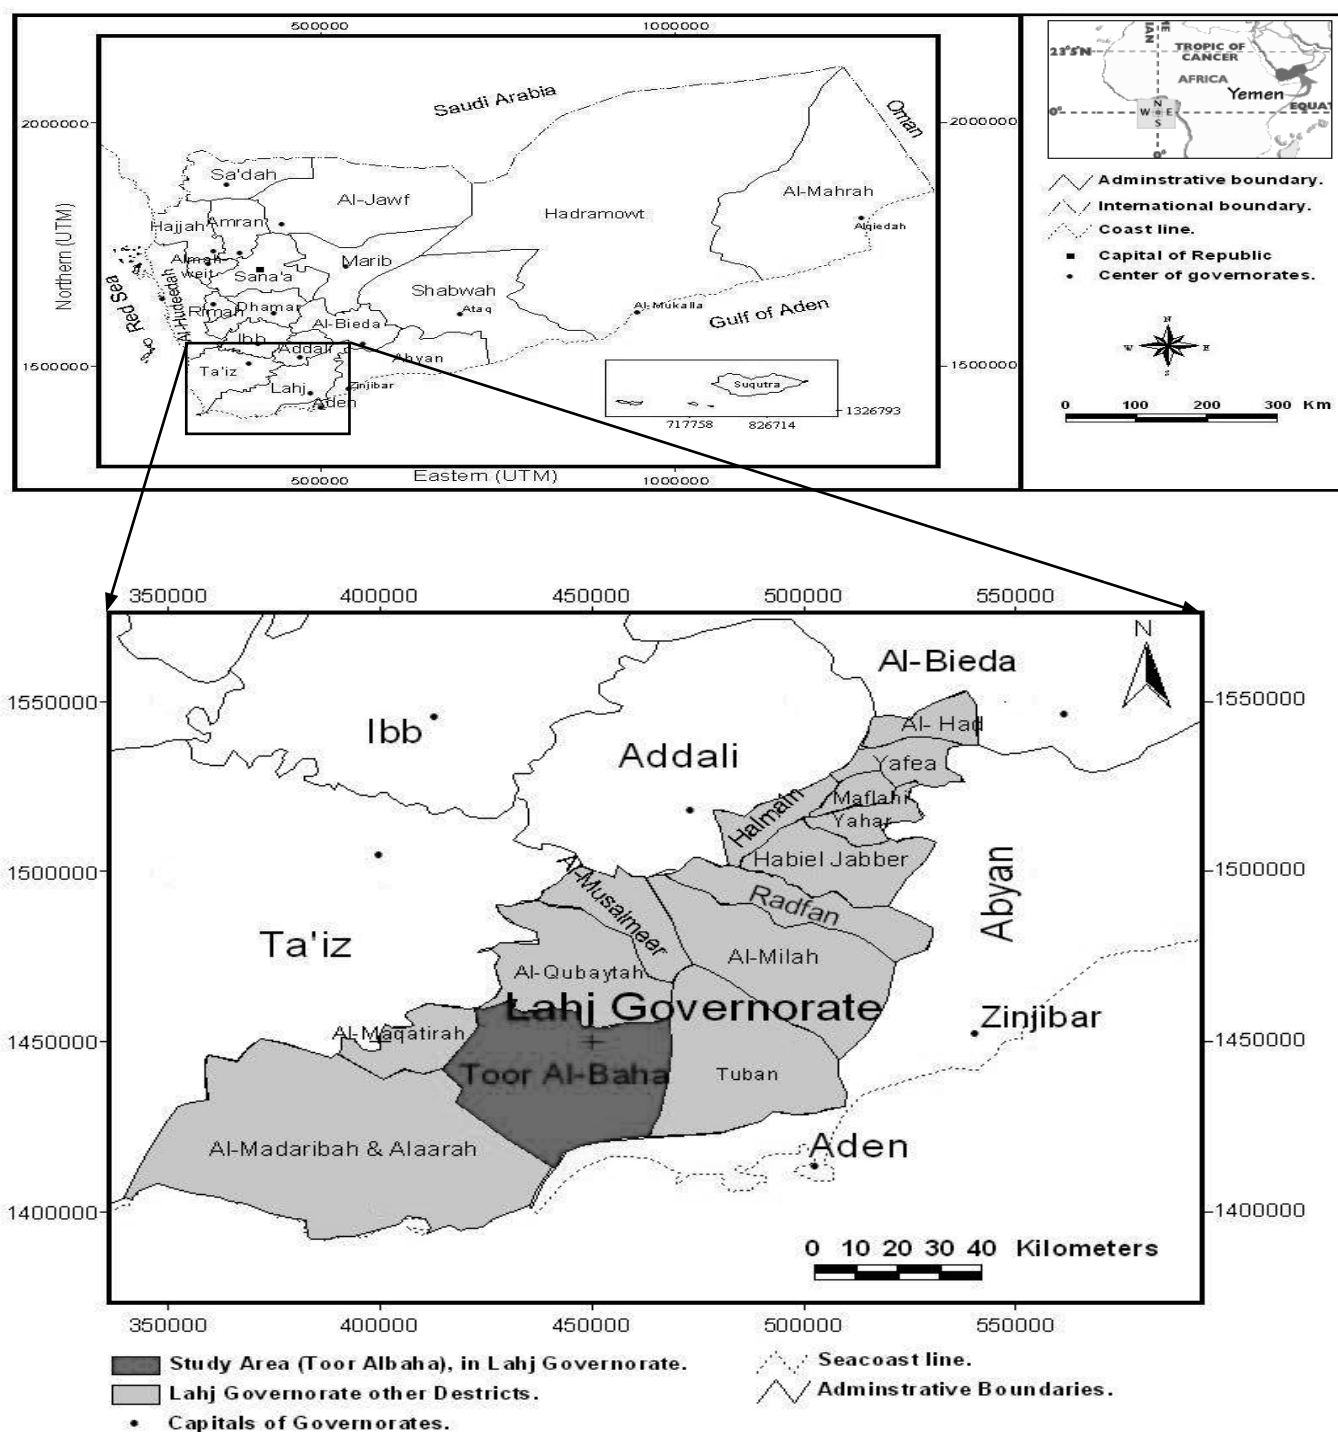 500000
1000000
Saudi Arabia
Oman
2000000
2000000
Sa'dah
Al-Jawf
Al-Mahrah
Hadramowt
Hajjah
Amran
Alqiedah
Northern (UTM)
Almah
weit
Marib
Sana'a
Shabwah
Red Sea
Al-Hudeedah
Rimah
Dhamar
Ataq
Al-Mukalla
Gulf of Aden
Al-Bieda
Ibb
Addali
Abyan
1500000
1500000
Ta'iz
Lahj
Zinjibar
Aden
Suqutra
1326793
717758
826714
500000
Eastern (UTM)
1000000
TROPIC OF
CANCER
23°5N
AFRICA
Yemen
EQUAT
0°
N
W E
S
0°
Adminstrative boundary.
International boundary.
Coast line.
Capital of Republic
Center of governorates.
N
W E
S
0 100 200 300 Km
350000 400000 450000 500000 550000
N
Al-Bieda
1550000
1550000
Al- Had
Ibb
Addali
Yafea
Maflahi
Halmain
Yahar
Habiel Jabber
1500000
1500000
Al-Musaimeer
Radfan
Abyan
Ta'iz
Al-Milah
Al-Qubaytah
Lahj Governorate
Zinjibar
Al-Maqatirah
1450000
1450000
Toor Al-Baha
Tuban
Al-Madaribah & Alaarah
Aden
1400000
1400000
0 10 20 30 40 Kilometers
350000 400000 450000 500000 550000
Study Area (Toor Albaha), in Lahj Governorate.
Seacoast line.
Lahj Governorate other Destricts.
Adminstrative Boundaries.
Capitals of Governorates.